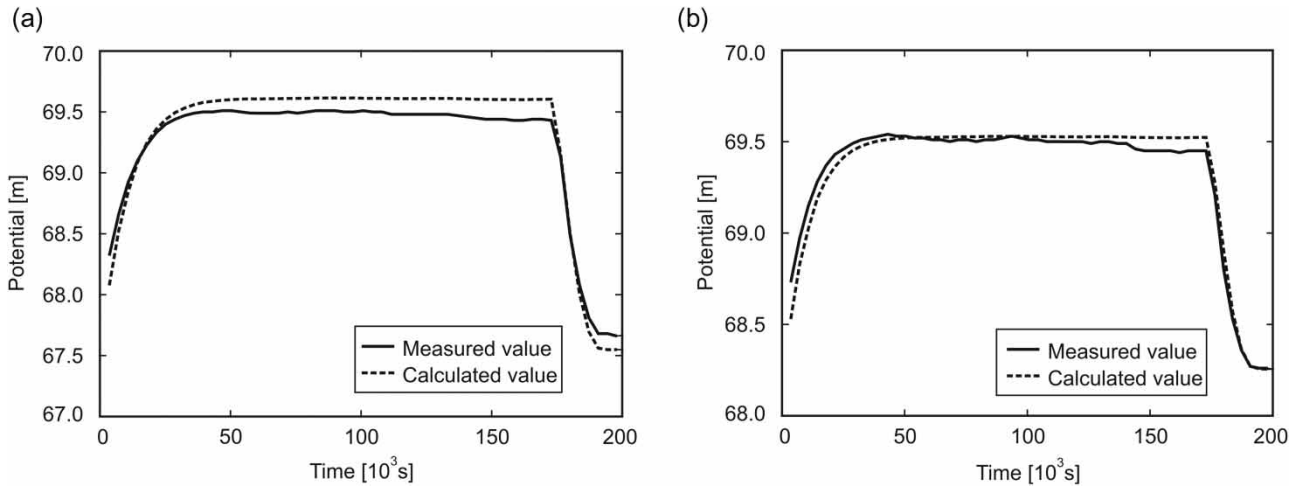 (a)
70.0
69.5
69.0
68.5
68.0
67.5
67.0
Potential [m]
0 50 100 150 200
Time [10³s]
Measured value
Calculated value
(b)
70.0
69.5
69.0
68.5
68.0
Potential [m]
0 50 100 150 200
Time [10³s]
Measured value
Calculated value